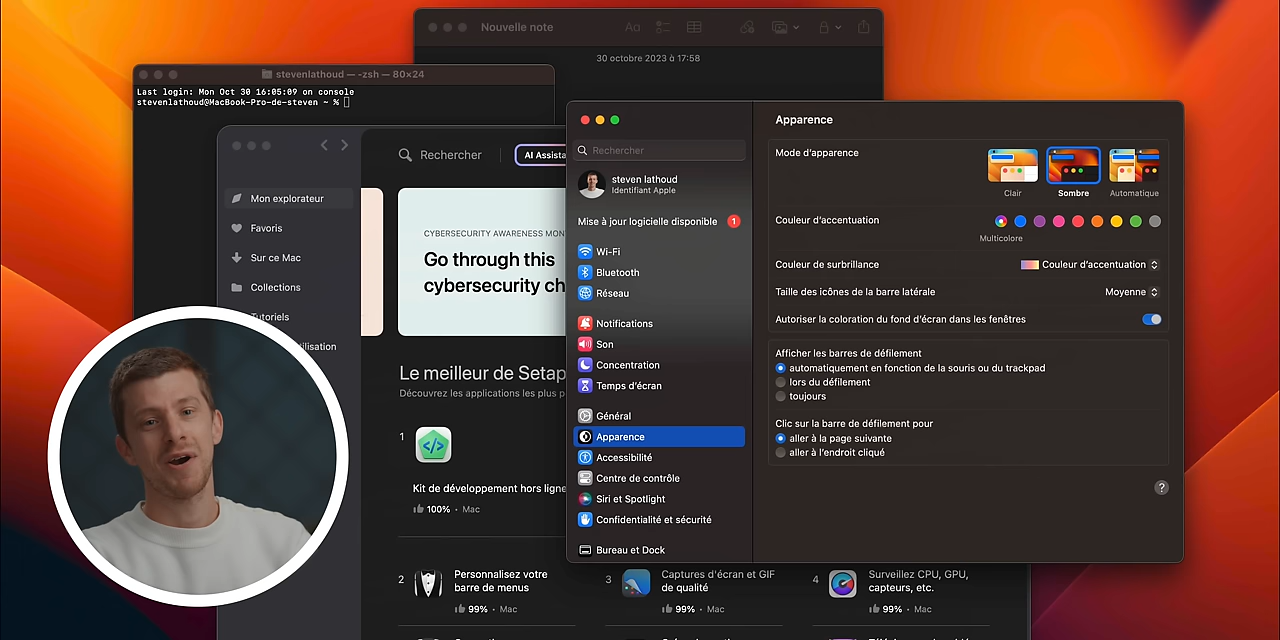 Nouvelle note
30 octobre 2023 à 17:58
stevenlathoud — -zsh — 80×24
Last login: Mon Oct 30 16:05:09 on console
stevenlathoud@MacBook-Pro-de-steven ~ %
Rechercher
AI Assista
Mon explorateur
Favoris
Sur ce Mac
Collections
Tutoriels
ilisation
CYBERSECURITY AWARENESS MON
Go through this
cybersecurity ch
Le meilleur de Setap
Découvrez les applications les plus p
1
Kit de développement hors ligne
100% · Mac
2
Personnalisez votre
barre de menus
99% · Mac
3
Captures d'écran et GIF
de qualité
99% · Mac
4
Surveillez CPU, GPU,
capteurs, etc.
99% · Mac
Rechercher
steven lathoud
Identifiant Apple
Mise à jour logicielle disponible 1
Wi-Fi
Bluetooth
Réseau
Notifications
Son
Concentration
Temps d'écran
Général
Apparence
Accessibilité
Centre de contrôle
Siri et Spotlight
Confidentialité et sécurité
Bureau et Dock
Apparence
Mode d'apparence
Clair
Sombre
Automatique
Couleur d'accentuation
Multicolore
Couleur de surbrillance
Couleur d'accentuation
Taille des icônes de la barre latérale
Moyenne
Autoriser la coloration du fond d'écran dans les fenêtres
Afficher les barres de défilement
automatiquement en fonction de la souris ou du trackpad
lors du défilement
toujours
Clic sur la barre de défilement pour
aller à la page suivante
aller à l'endroit cliqué
?